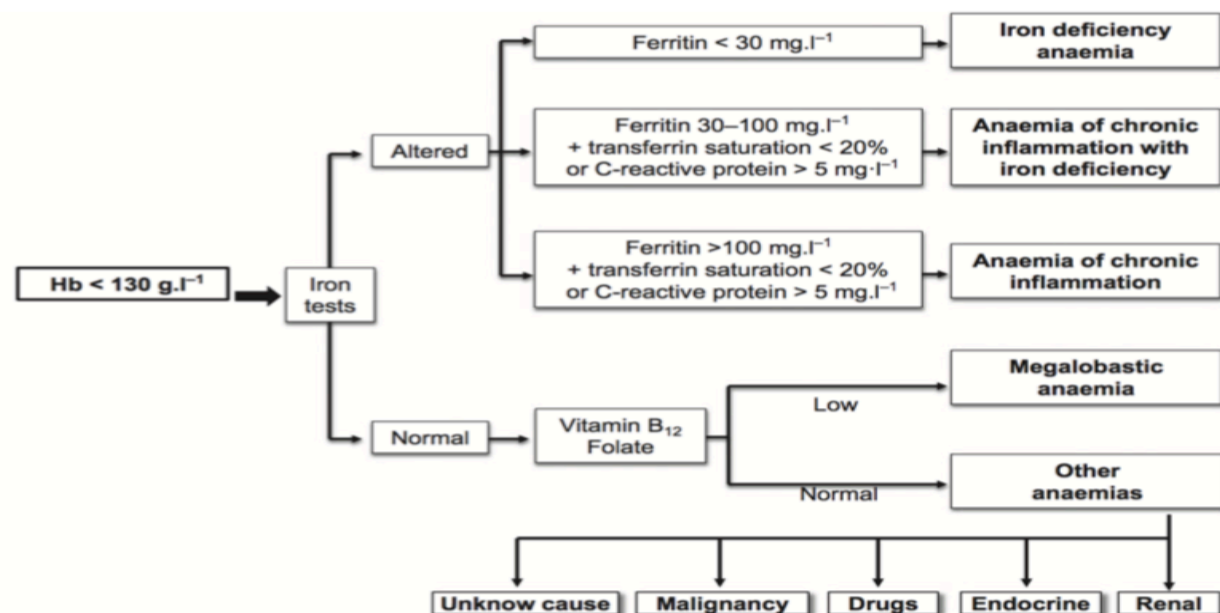 Ferritin < 30 mg.l⁻¹
Iron deficiency
anaemia
Altered
Ferritin 30–100 mg.l⁻¹
+ transferrin saturation < 20%
or C-reactive protein > 5 mg·l⁻¹
Anaemia of chronic
inflammation with
iron deficiency
Ferritin >100 mg.l⁻¹
+ transferrin saturation < 20%
or C-reactive protein > 5 mg.l⁻¹
Anaemia of chronic
inflammation
Hb < 130 g.l⁻¹
Iron
tests
Normal
Vitamin B₁₂
Folate
Low
Megalobastic
anaemia
Normal
Other
anaemias
Unknow cause
Malignancy
Drugs
Endocrine
Renal